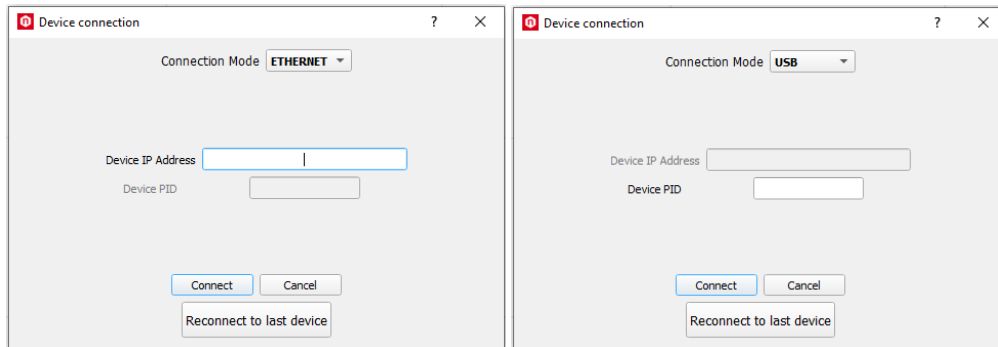 Device connection
?
Connection Mode ETHERNET
Device IP Address
Device PID
Connect
Cancel
Reconnect to last device
Device connection
?
Connection Mode USB
Device IP Address
Device PID
Connect
Cancel
Reconnect to last device